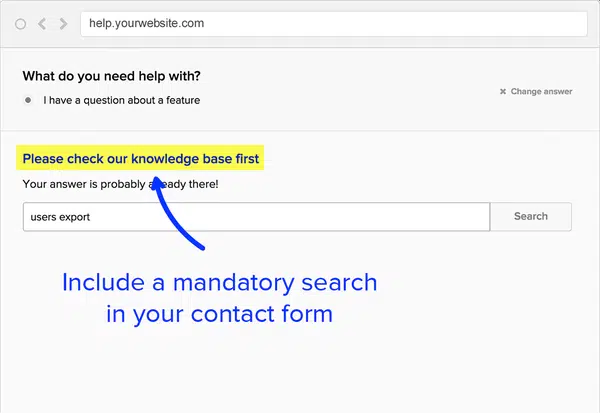 help.yourwebsite.com
What do you need help with?
I have a question about a feature
Change answer
Please check our knowledge base first
Your answer is probably already there!
users export
Search
Include a mandatory search
in your contact form